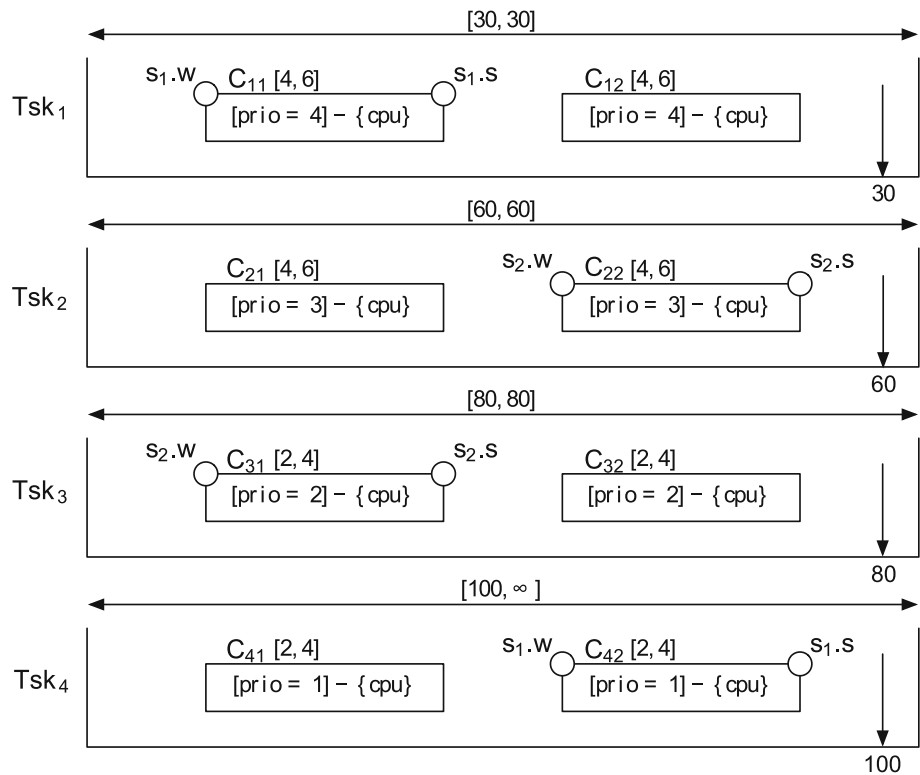 [30, 30]
s₁.w C₁₁ [4, 6] s₁.s C₁₂ [4, 6]
Tsk₁ [prio = 4] – {cpu} [prio = 4] – {cpu}
30
[60, 60]
C₂₁ [4, 6] s₂.w C₂₂ [4, 6] s₂.s
Tsk₂ [prio = 3] – {cpu} [prio = 3] – {cpu}
60
[80, 80]
s₂.w C₃₁ [2, 4] s₂.s C₃₂ [2, 4]
Tsk₃ [prio = 2] – {cpu} [prio = 2] – {cpu}
80
[100, ∞ ]
C₄₁ [2, 4] s₁.w C₄₂ [2, 4] s₁.s
Tsk₄ [prio = 1] – {cpu} [prio = 1] – {cpu}
100